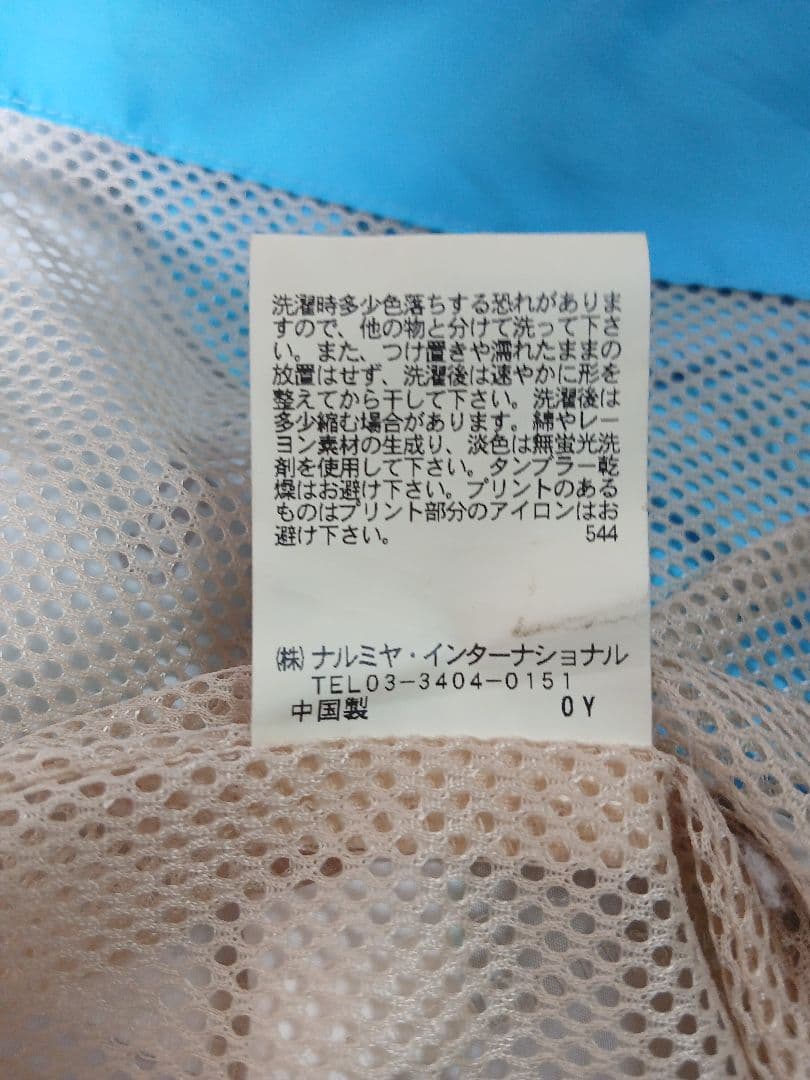 洗濯時多少色落ちする恐れがありま
すので、他の物と分けて洗って下さ
い。また、つけ置きや濡れたままの
放置はせず、洗濯後は速やかに形を
整えてから干して下さい。洗濯後は
多少縮む場合があります。綿やレー
ヨン素材の生成り、淡色は無蛍光洗
剤を使用して下さい。タンブラー乾
燥はお避け下さい。プリントのある
ものはプリント部分のアイロンはお
避け下さい。 544
㈱ナルミヤ・インターナショナル
TEL03-3404-0151
中国製 0Y